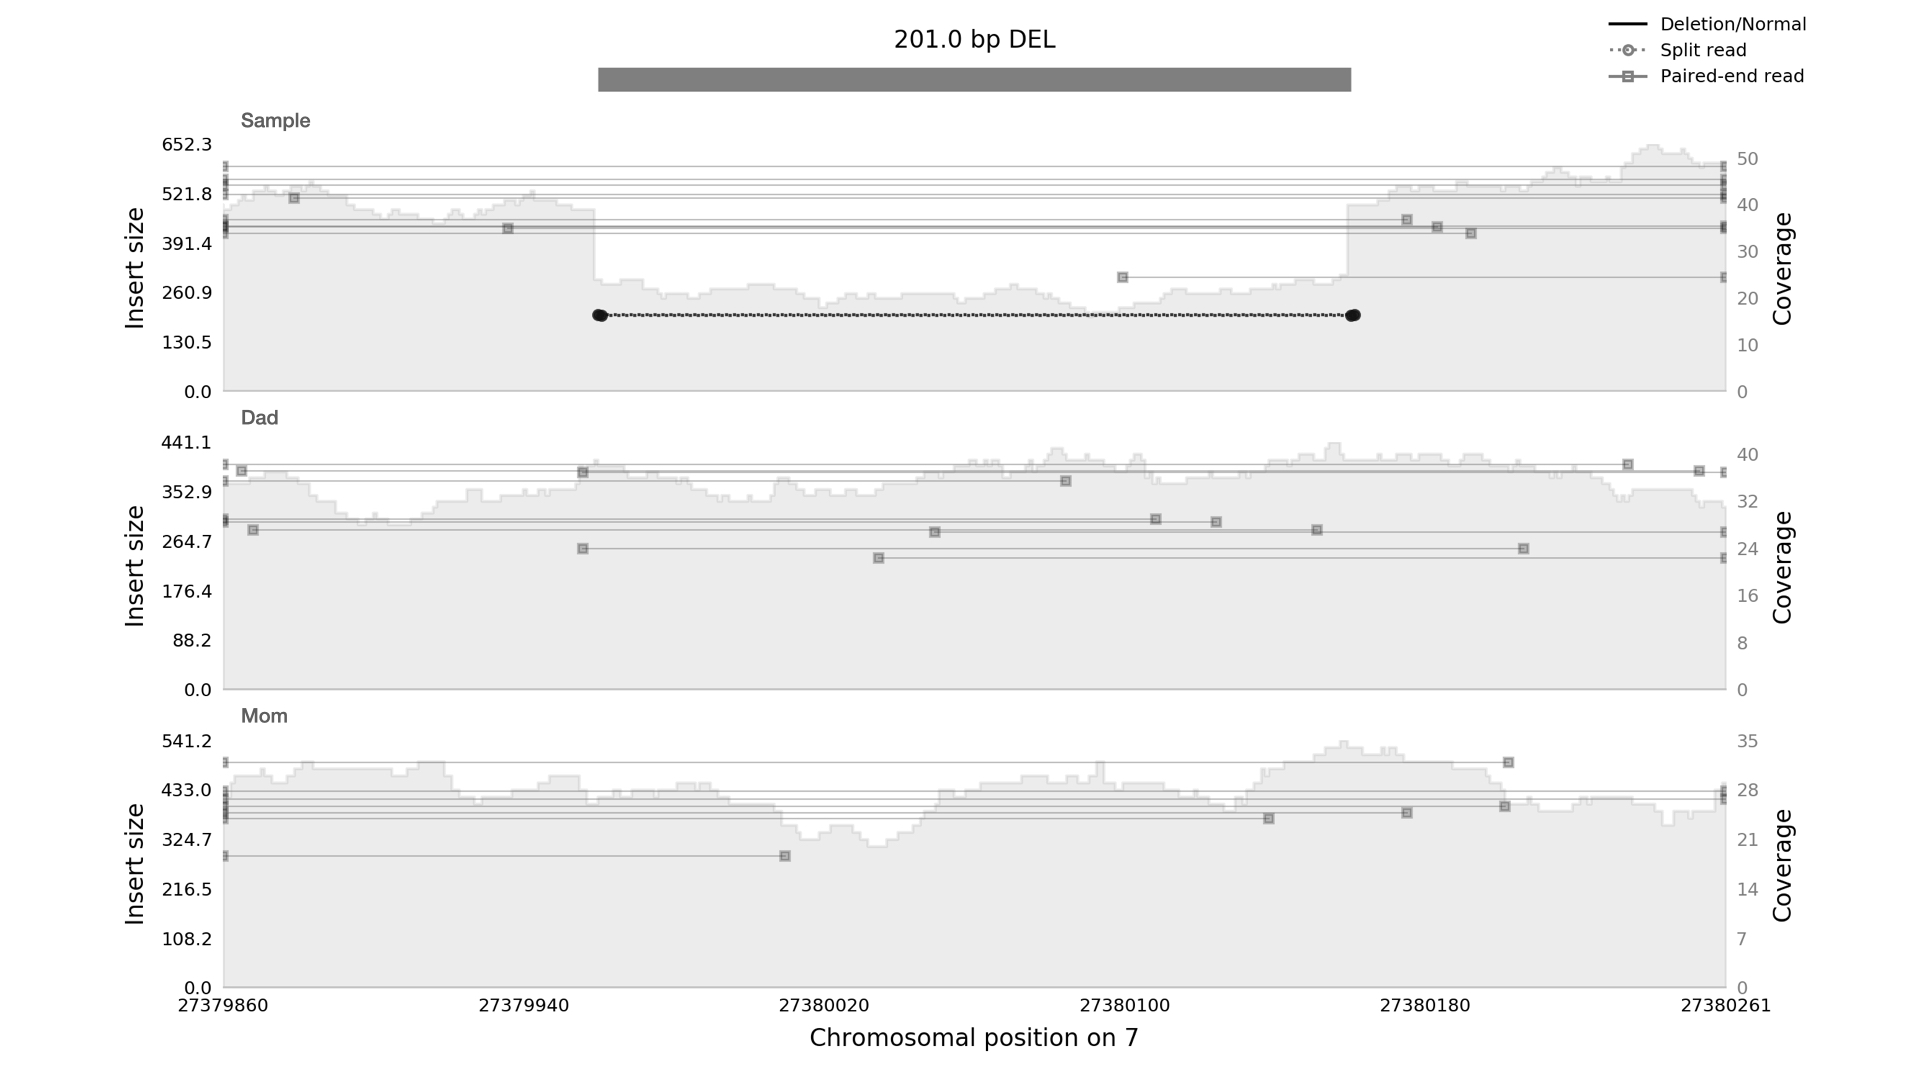 201.0 bp DEL
Deletion/Normal
Split read
Paired-end read
Sample
652.3
521.8
391.4
260.9
130.5
0.0
Insert size
50
40
30
20
10
0
Coverage
Dad
441.1
352.9
264.7
176.4
88.2
0.0
Insert size
40
32
24
16
8
0
Coverage
Mom
541.2
433.0
324.7
216.5
108.2
0.0
Insert size
35
28
21
14
7
0
Coverage
27379860 27379940 27380020 27380100 27380180 27380261
Chromosomal position on 7